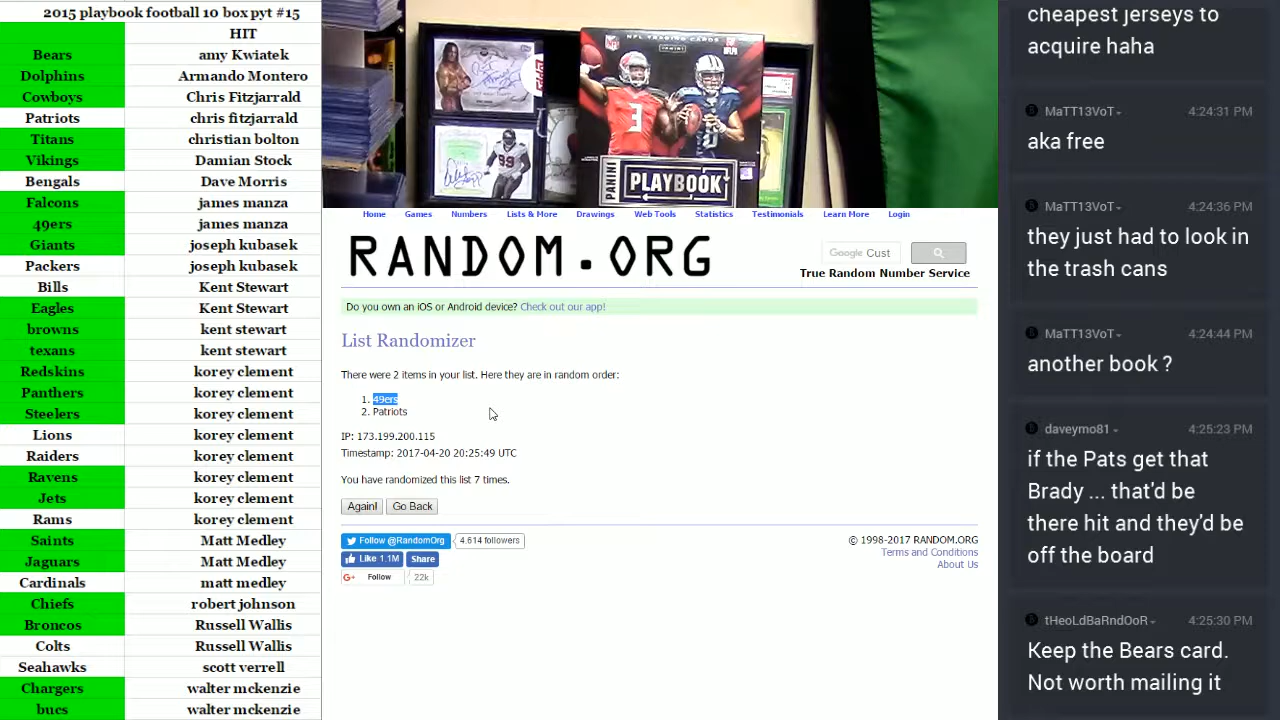 2015 playbook football 10 box pyt #15
HIT
Bears amy Kwiatek
Dolphins Armando Montero
Cowboys Chris Fitzjarrald
Patriots chris fitzjarrald
Titans christian bolton
Vikings Damian Stock
Bengals Dave Morris
Falcons james manza
49ers james manza
Giants joseph kubasek
Packers joseph kubasek
Bills Kent Stewart
Eagles Kent Stewart
browns kent stewart
texans kent stewart
Redskins korey clement
Panthers korey clement
Steelers korey clement
Lions korey clement
Raiders korey clement
Ravens korey clement
Jets korey clement
Rams korey clement
Saints Matt Medley
Jaguars Matt Medley
Cardinals matt medley
Chiefs robert johnson
Broncos Russell Wallis
Colts Russell Wallis
Seahawks scott verrell
Chargers walter mckenzie
bucs walter mckenzie
NFL TRADING CARDS
PANINI
3
8
99
PANINI
PLAYBOOK
Home Games Numbers Lists & More Drawings Web Tools Statistics Testimonials Learn More Login
RANDOM.ORG
Google Cust
True Random Number Service
Do you own an iOS or Android device? Check out our app!
List Randomizer
There were 2 items in your list. Here they are in random order:
1. 49ers
2. Patriots
IP: 173.199.200.115
Timestamp: 2017-04-20 20:25:49 UTC
You have randomized this list 7 times.
Again! Go Back
Follow @RandomOrg 4,614 followers
Like 1.1M Share
G+ Follow 22k
© 1998-2017 RANDOM.ORG
Terms and Conditions
About Us
cheapest jerseys to
acquire haha
MaTT13VoT 4:24:31 PM
aka free
MaTT13VoT 4:24:36 PM
they just had to look in
the trash cans
MaTT13VoT 4:24:44 PM
another book ?
daveymo81 4:25:23 PM
if the Pats get that
Brady ... that'd be
there hit and they'd be
off the board
tHeoLdBaRndOoR 4:25:30 PM
Keep the Bears card.
Not worth mailing it